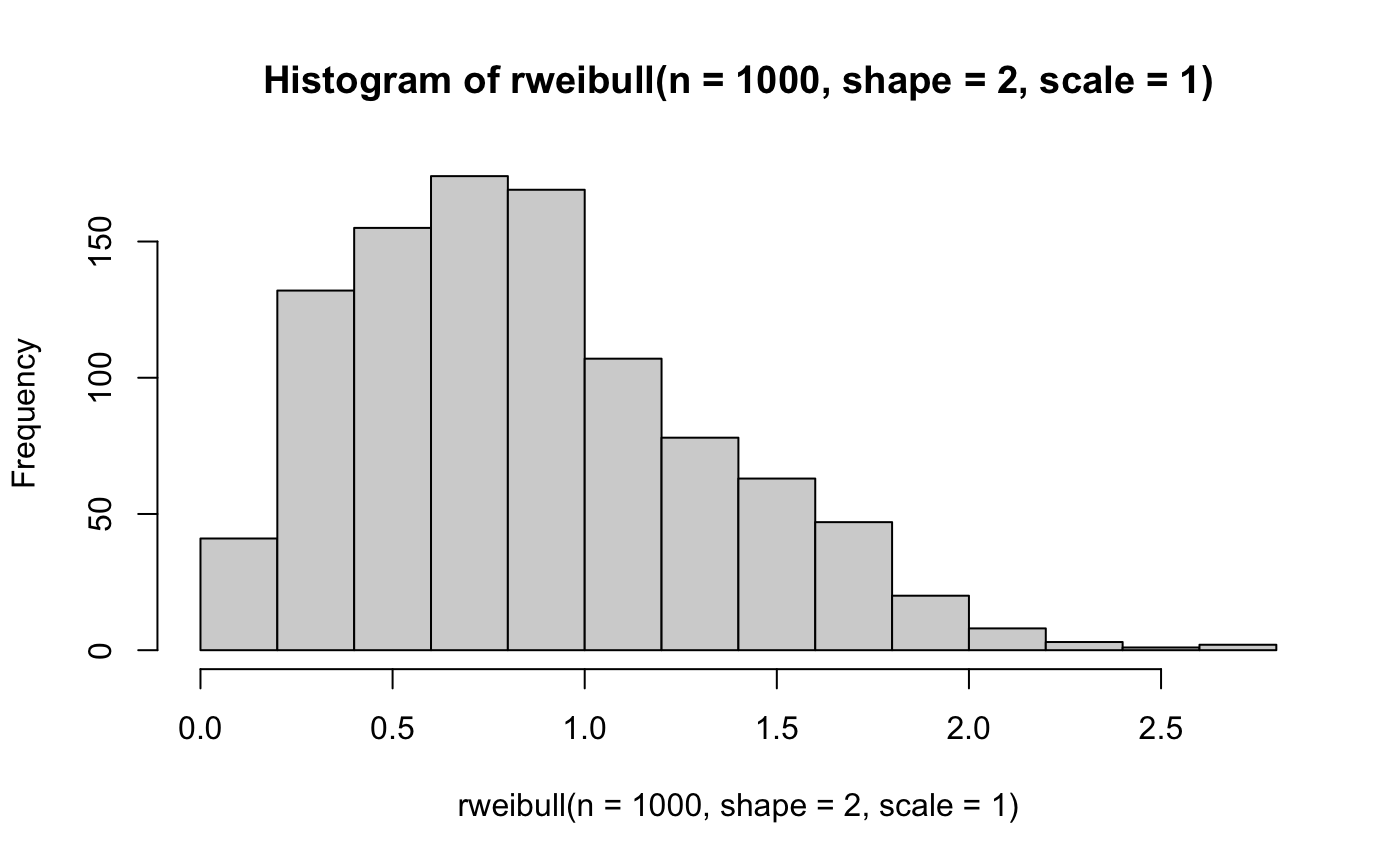 Histogram of rweibull(n = 1000, shape = 2, scale = 1)
Frequency
150
100
50
0
0.0 0.5 1.0 1.5 2.0 2.5
rweibull(n = 1000, shape = 2, scale = 1)